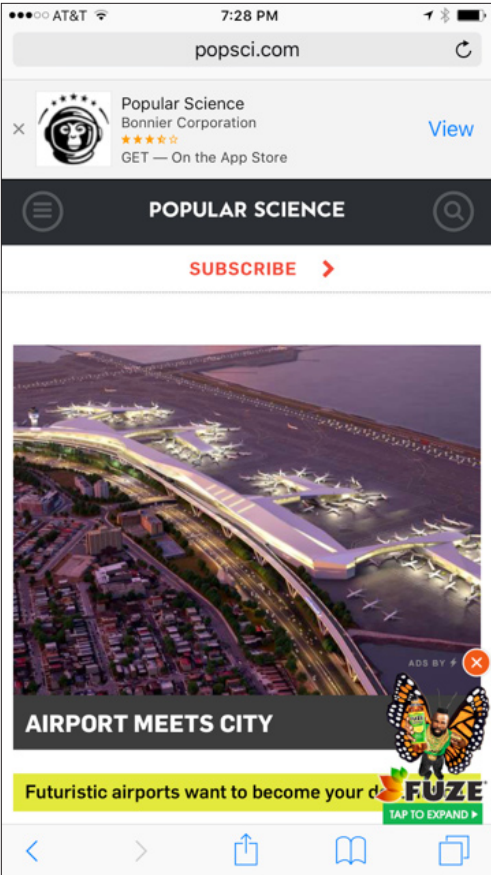 AT&T
7:28 PM
popsci.com
Popular Science
Bonnier Corporation
GET — On the App Store
View
POPULAR SCIENCE
SUBSCRIBE
ADS BY
AIRPORT MEETS CITY
Futuristic airports want to become your
FUZE
TAP TO EXPAND